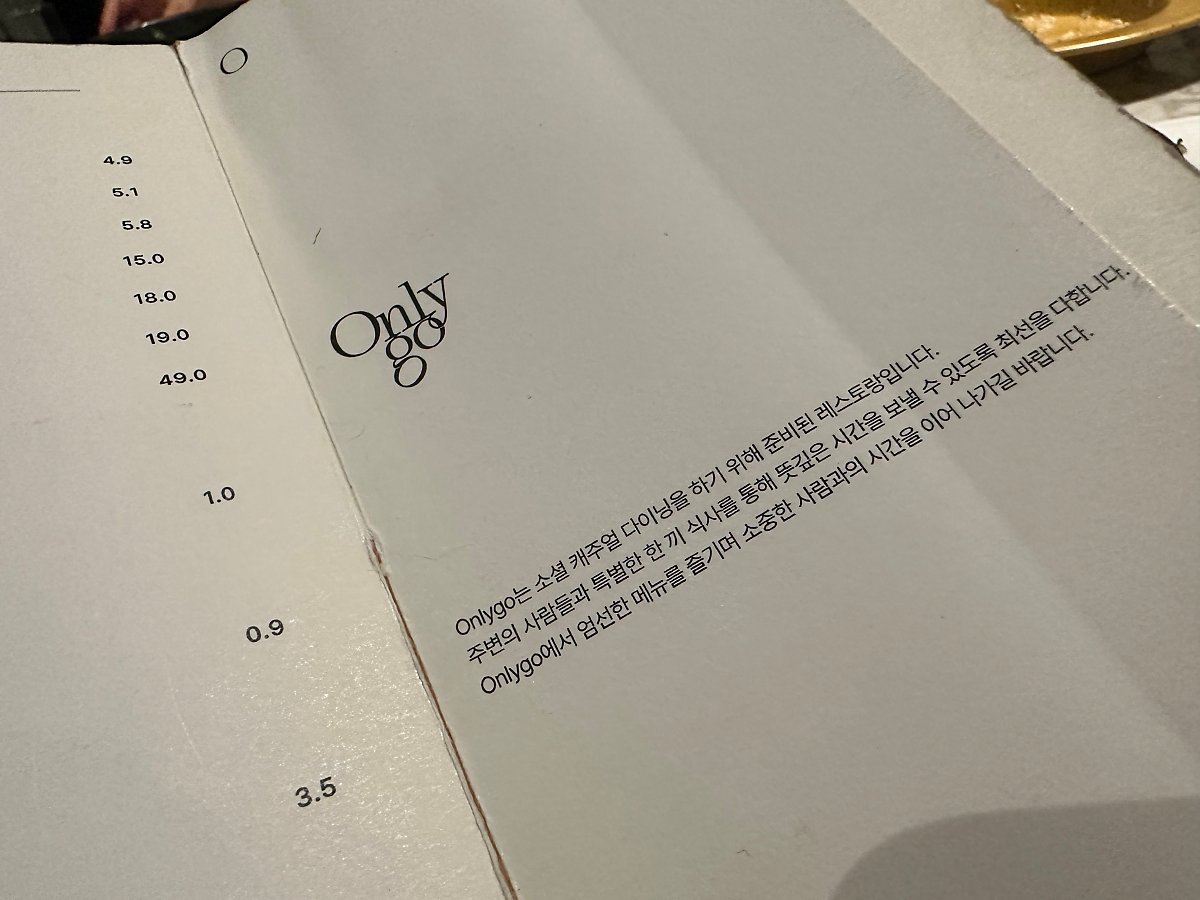 4.9
5.1
5.8
15.0
18.0
19.0
49.0
1.0
0.9
3.5
O
Only
go
Onlygo는 소셜 캐주얼 다이닝을 하기 위해 준비된 레스토랑입니다.
주변의 사람들과 특별한 한 끼 식사를 통해 뜻깊은 시간을 보낼 수 있도록 최선을 다합니다.
Onlygo에서 엄선한 메뉴를 즐기며 소중한 사람과의 시간을 이어 나가길 바랍니다.